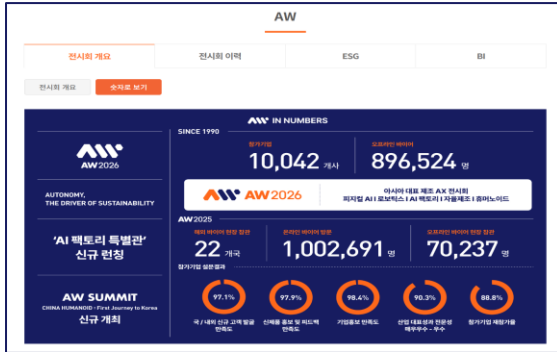 AW
전시회 개요
전시회 이력
ESG
BI
전시회 개요
숫자로 보기
AW IN NUMBERS
SINCE 1990
AW2026
참가기업
10,042 개사
오프라인 바이어
896,524 명
AUTONOMY,
THE DRIVER OF SUSTAINABILITY
AW AW2026
아시아 대표 제조 AX 전시회
피지컬 AI I 로보틱스 I AI 팩토리 I 자율제조 I 휴머노이드
AW2025
'AI 팩토리 특별관'
신규 런칭
해외 바이어 현장 참관
22 개국
온라인 바이어 방문
1,002,691 명
오프라인 바이어 현장 참관
70,237 명
참가기업 설문결과
AW SUMMIT
CHINA HUMANOID - First Journey to Korea
신규 개최
97.1%
97.9%
98.4%
90.3%
88.8%
국 / 내외 신규 고객 발굴
만족도
신제품 홍보 및 피드백
만족도
기업홍보 만족도
산업 대표성과 전문성
매우우수 - 우수
참가기업 재참가율